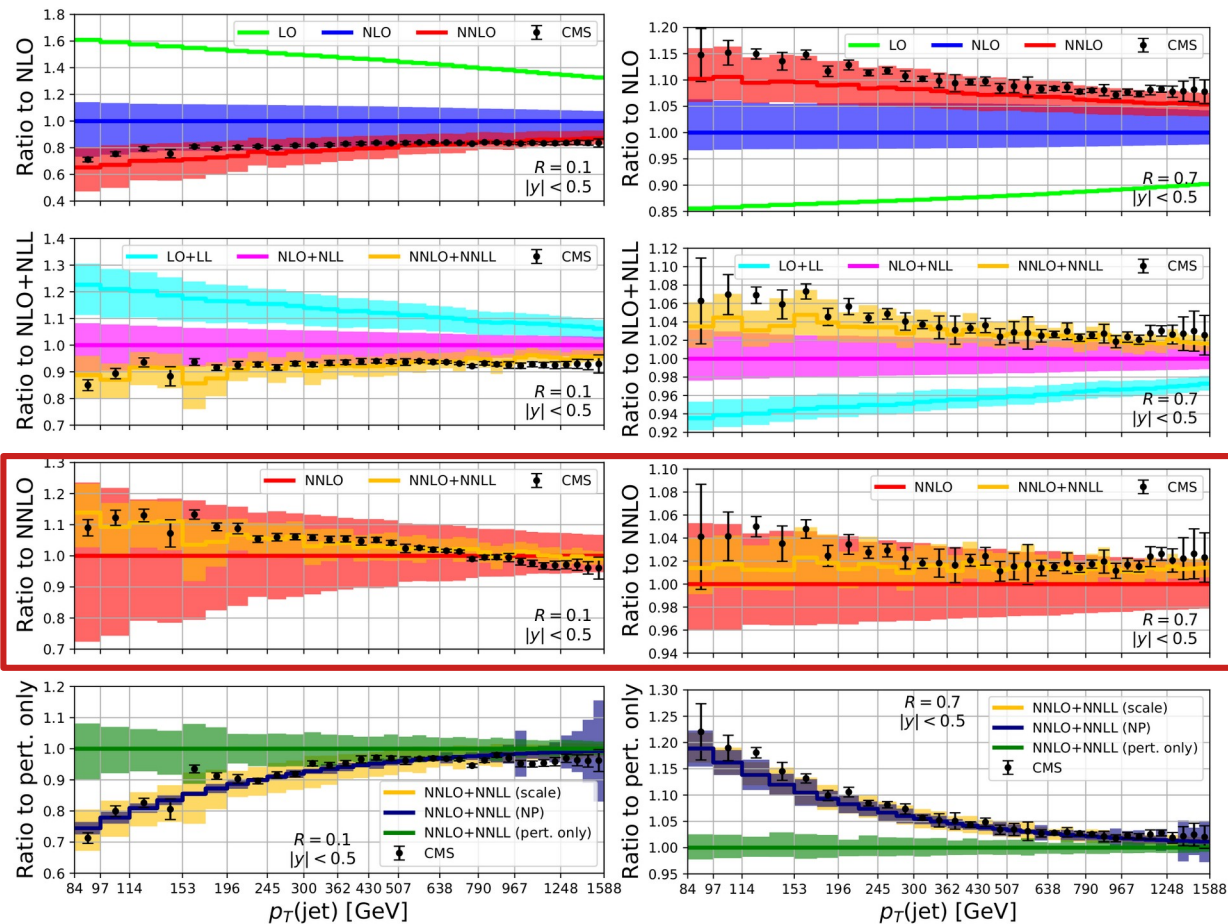 Ratio to NLO
1.8
1.6
1.4
1.2
1.0
0.8
0.6
0.4
LO NLO NNLO CMS
R = 0.1
|y| < 0.5
Ratio to NLO
1.20
1.15
1.10
1.05
1.00
0.95
0.90
0.85
LO NLO NNLO CMS
R = 0.7
|y| < 0.5
Ratio to NLO+NLL
1.4
1.3
1.2
1.1
1.0
0.9
0.8
0.7
LO+LL NLO+NLL NNLO+NNLL CMS
R = 0.1
|y| < 0.5
Ratio to NLO+NLL
1.12
1.10
1.08
1.06
1.04
1.02
1.00
0.98
0.96
0.94
0.92
LO+LL NLO+NLL NNLO+NNLL CMS
R = 0.7
|y| < 0.5
Ratio to NNLO
1.3
1.2
1.1
1.0
0.9
0.8
0.7
NNLO NNLO+NNLL CMS
R = 0.1
|y| < 0.5
Ratio to NNLO
1.10
1.08
1.06
1.04
1.02
1.00
0.98
0.96
0.94
NNLO NNLO+NNLL CMS
R = 0.7
|y| < 0.5
Ratio to pert. only
1.2
1.1
1.0
0.9
0.8
0.7
0.6
NNLO+NNLL (scale)
NNLO+NNLL (NP)
NNLO+NNLL (pert. only)
CMS
R = 0.1
|y| < 0.5
84 97 114 153 196 245 300 362 430 507 638 790 967 1248 1588
p_T(jet) [GeV]
Ratio to pert. only
1.30
1.25
1.20
1.15
1.10
1.05
1.00
0.95
R = 0.7
|y| < 0.5
NNLO+NNLL (scale)
NNLO+NNLL (NP)
NNLO+NNLL (pert. only)
CMS
84 97 114 153 196 245 300 362 430 507 638 790 967 1248 1588
p_T(jet) [GeV]